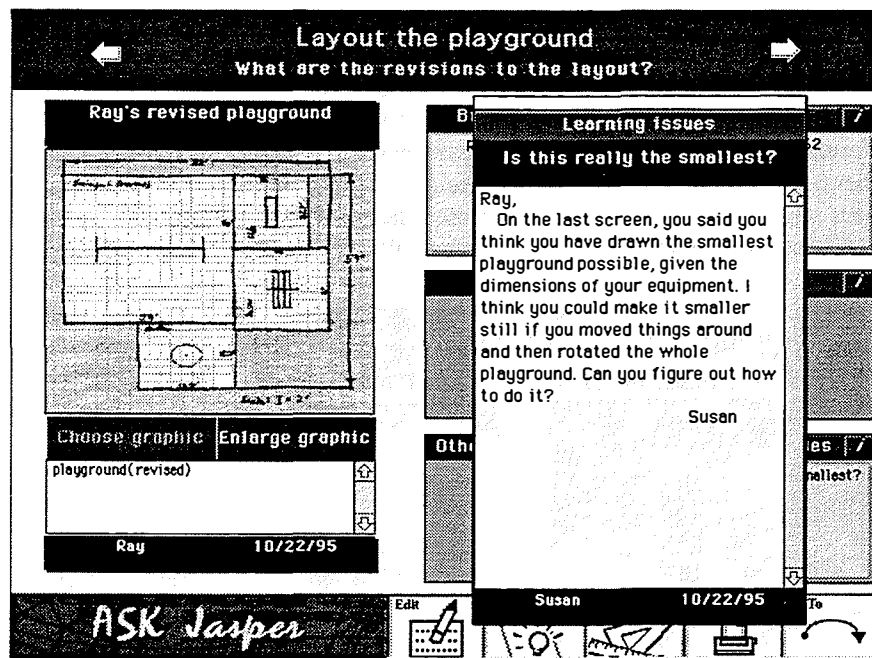 Layout the playground
What are the revisions to the layout?
Ray's revised playground
59'
Choose graphic
Enlarge graphic
playground(revised)
Ray 10/22/95
Learning issues
Is this really the smallest?
Ray,
On the last screen, you said you
think you have drawn the smallest
playground possible, given the
dimensions of your equipment. I
think you could make it smaller
still if you moved things around
and then rotated the whole
playground. Can you figure out how
to do it?
Susan
Susan 10/22/95
ASK Jasper
Edit
To